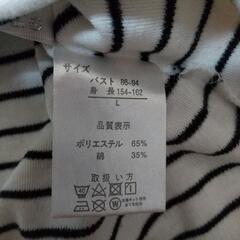 サイズ
バスト 86-94
身 長 154-162
L
品質表示
ポリエステル 65%
綿 35%
取 扱 い